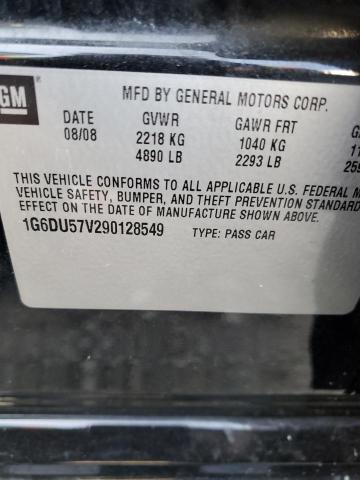 GM
MFD BY GENERAL MOTORS CORP.
DATE GVWR GAWR FRT
08/08 2218 KG 1040 KG
4890 LB 2293 LB
THIS VEHICLE CONFORMS TO ALL APPLICABLE U.S. FEDERAL
VEHICLE SAFETY, BUMPER, AND THEFT PREVENTION STANDARDS
EFFECT ON THE DATE OF MANUFACTURE SHOWN ABOVE.
1G6DU57V290128549 TYPE: PASS CAR